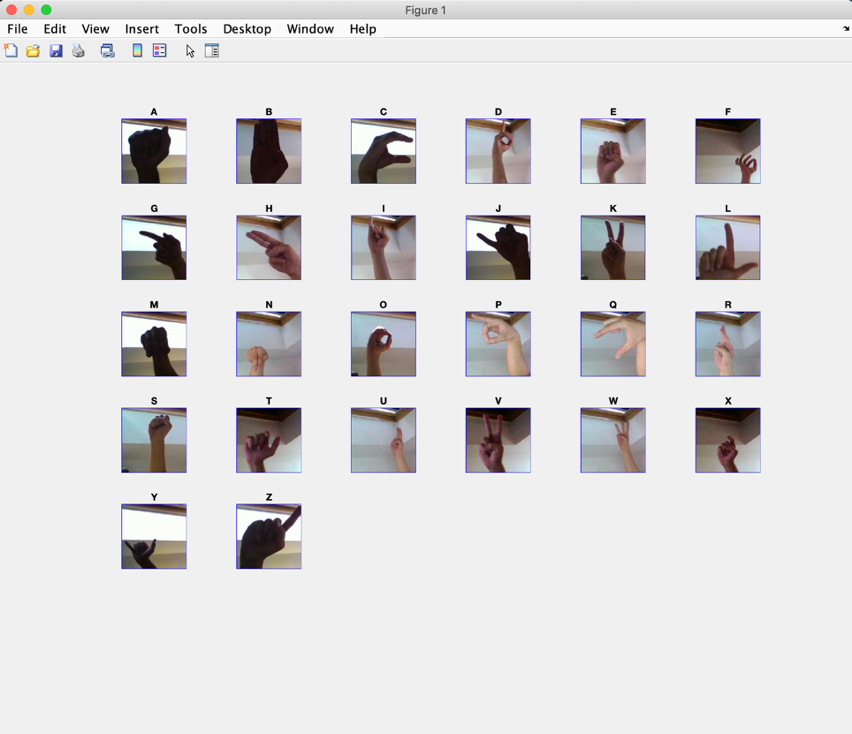 Figure 1
File Edit View Insert Tools Desktop Window Help
A B C D E F
G H I J K L
M N O P Q R
S T U V W X
Y Z